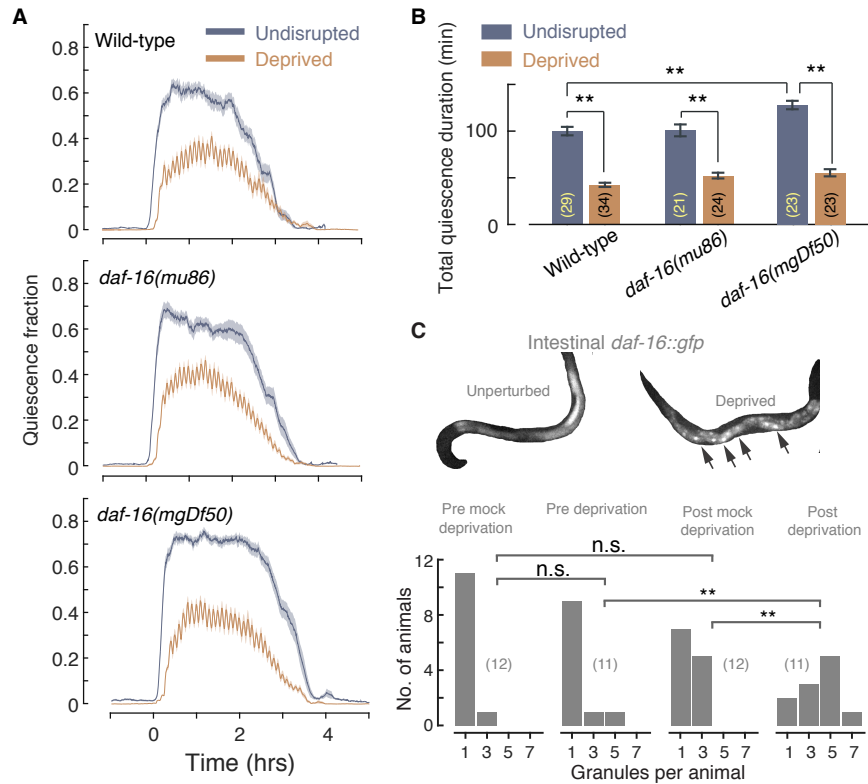 A
Wild-type
Undisrupted
Deprived
0.8
0.6
0.4
0.2
0
daf-16(mu86)
0.8
0.6
0.4
0.2
0
daf-16(mgDf50)
0.8
0.6
0.4
0.2
0
Quiescence fraction
0 2 4
Time (hrs)
B
Undisrupted
Deprived
Total quiescence duration (min)
100
0
**
** ** **
(29) (34) (21) (24) (23) (23)
Wild-type
daf-16(mu86)
daf-16(mgDf50)
C
Intestinal daf-16::gfp
Unperturbed
Deprived
Pre mock
deprivation
Pre deprivation
Post mock
deprivation
Post
deprivation
No. of animals
12
8
4
0
n.s.
n.s.
**
**
(12) (11) (12) (11)
1 3 5 7 1 3 5 7 1 3 5 7 1 3 5 7
Granules per animal